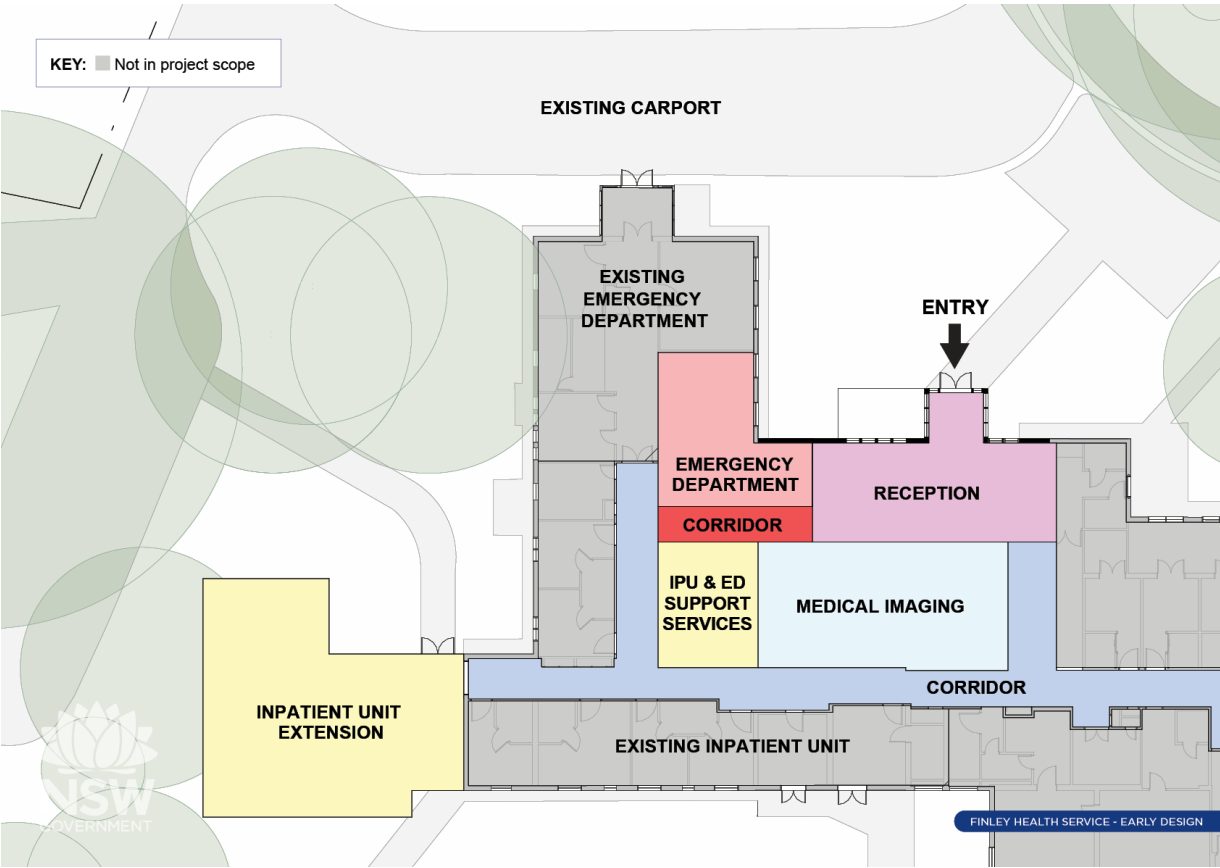 KEY: Not in project scope
EXISTING CARPORT
EXISTING
EMERGENCY
DEPARTMENT
ENTRY
EMERGENCY
DEPARTMENT
RECEPTION
CORRIDOR
IPU & ED
SUPPORT
SERVICES
MEDICAL IMAGING
CORRIDOR
INPATIENT UNIT
EXTENSION
EXISTING INPATIENT UNIT
NSW
GOVERNMENT
FINLEY HEALTH SERVICE - EARLY DESIGN